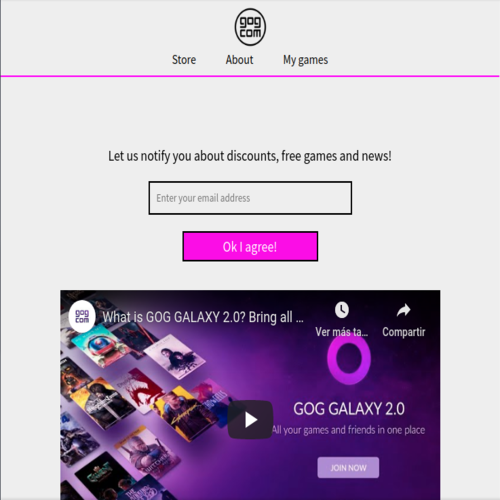 gog
com
Store About My games
Let us notify you about discounts, free games and news!
Enter your email address
Ok I agree!
gog
com
What is GOG GALAXY 2.0? Bring all ...
Ver más ta... Compartir
GOG GALAXY 2.0
All your games and friends in one place
JOIN NOW